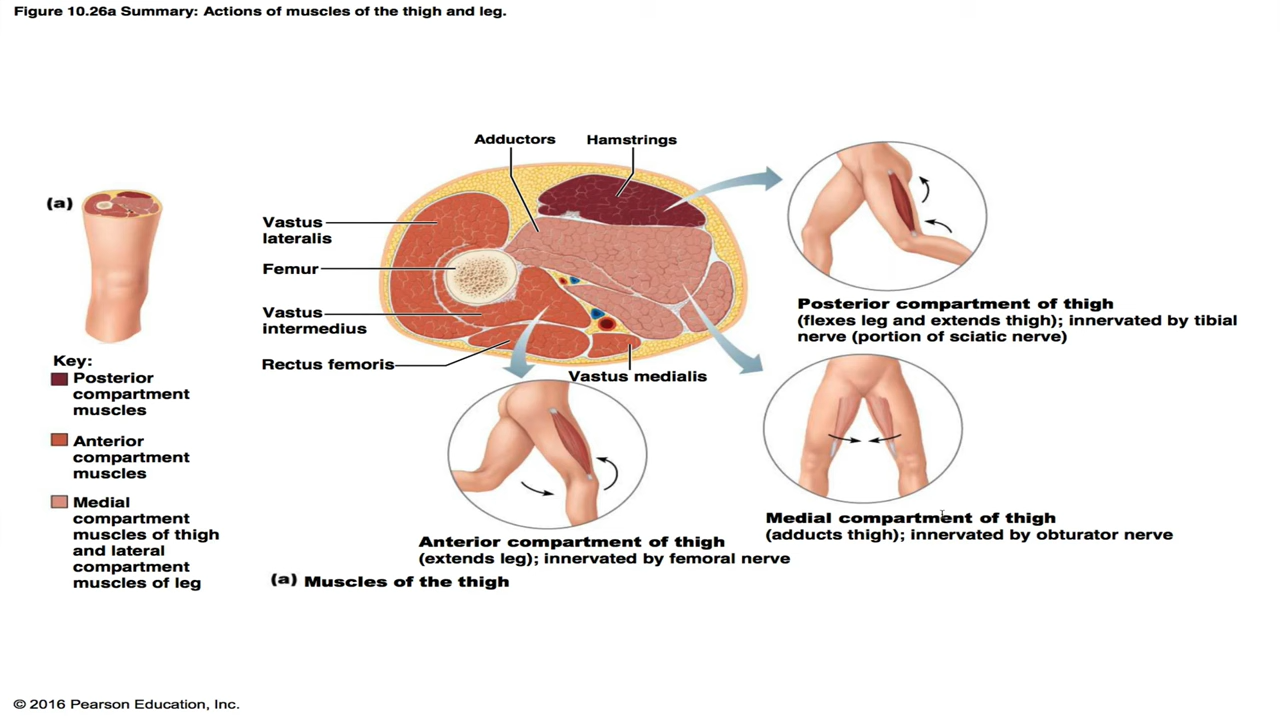 Figure 10.26a Summary: Actions of muscles of the thigh and leg.
Adductors
Hamstrings
(a)
Vastus
lateralis
Femur
Vastus
intermedius
Rectus femoris
Vastus medialis
Posterior compartment of thigh
(flexes leg and extends thigh); innervated by tibial
nerve (portion of sciatic nerve)
Key:
Posterior
compartment
muscles
Anterior
compartment
muscles
Medial
compartment
muscles of thigh
and lateral
compartment
muscles of leg
Medial compartment of thigh
(adducts thigh); innervated by obturator nerve
Anterior compartment of thigh
(extends leg); innervated by femoral nerve
(a) Muscles of the thigh
© 2016 Pearson Education, Inc.